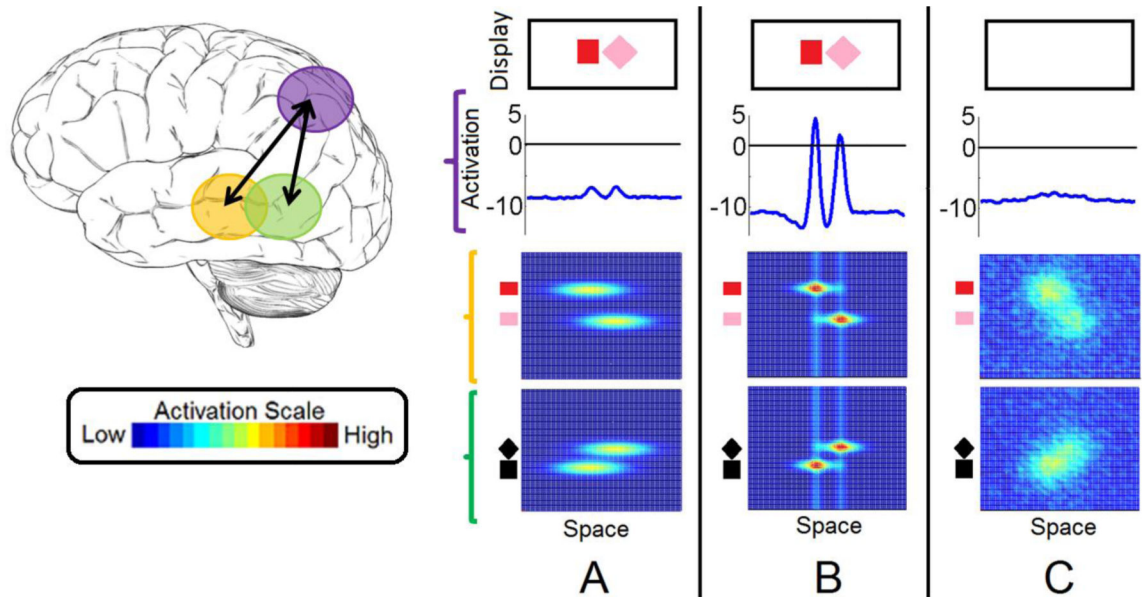 Display
Activation
5
0
-10
5
0
-10
5
0
-10
Activation Scale
Low High
Space
Space
Space
A
B
C